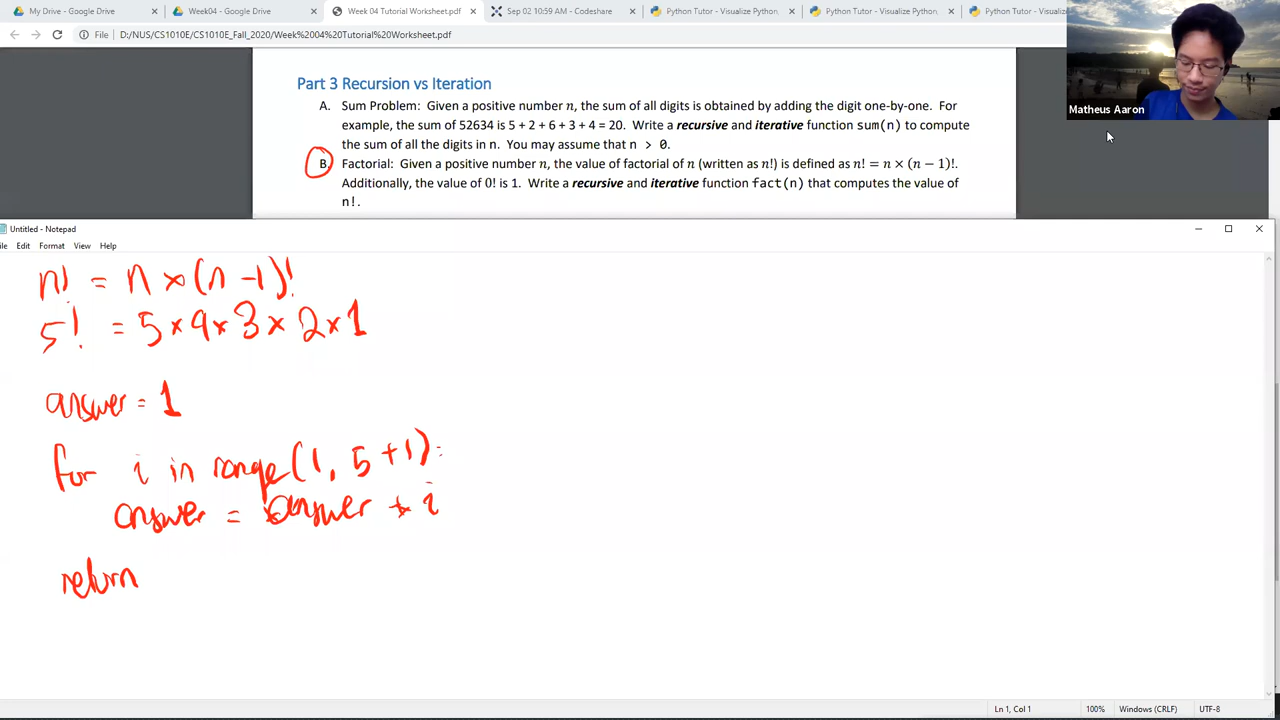 My Drive - Google Drive
Week04 - Google Drive
Week 04 Tutorial Worksheet.pdf
Sep 02 10:59 AM - Codeshare
Python Tutor - Visualize Python,
Python Tutor - Visualize Python,
Python Tutor - Visualiz
File | D:/NUS/CS1010E/CS1010E_Fall_2020/Week%2004%20Tutorial%20Worksheet.pdf
Matheus Aaron
Part 3 Recursion vs Iteration
A. Sum Problem: Given a positive number n, the sum of all digits is obtained by adding the digit one-by-one. For
example, the sum of 52634 is 5 + 2 + 6 + 3 + 4 = 20. Write a recursive and iterative function sum(n) to compute
the sum of all the digits in n. You may assume that n > 0.
B. Factorial: Given a positive number n, the value of factorial of n (written as n!) is defined as n! = n × (n − 1)!.
Additionally, the value of 0! is 1. Write a recursive and iterative function fact(n) that computes the value of
n!.
Untitled - Notepad
ile Edit Format View Help
n! = n × (n - 1)!
5! = 5 × 4 × 3 × 2 × 1
answer = 1
for i in range(1, 5+1):
answer = answer * i
return
Ln 1, Col 1
100%
Windows (CRLF)
UTF-8